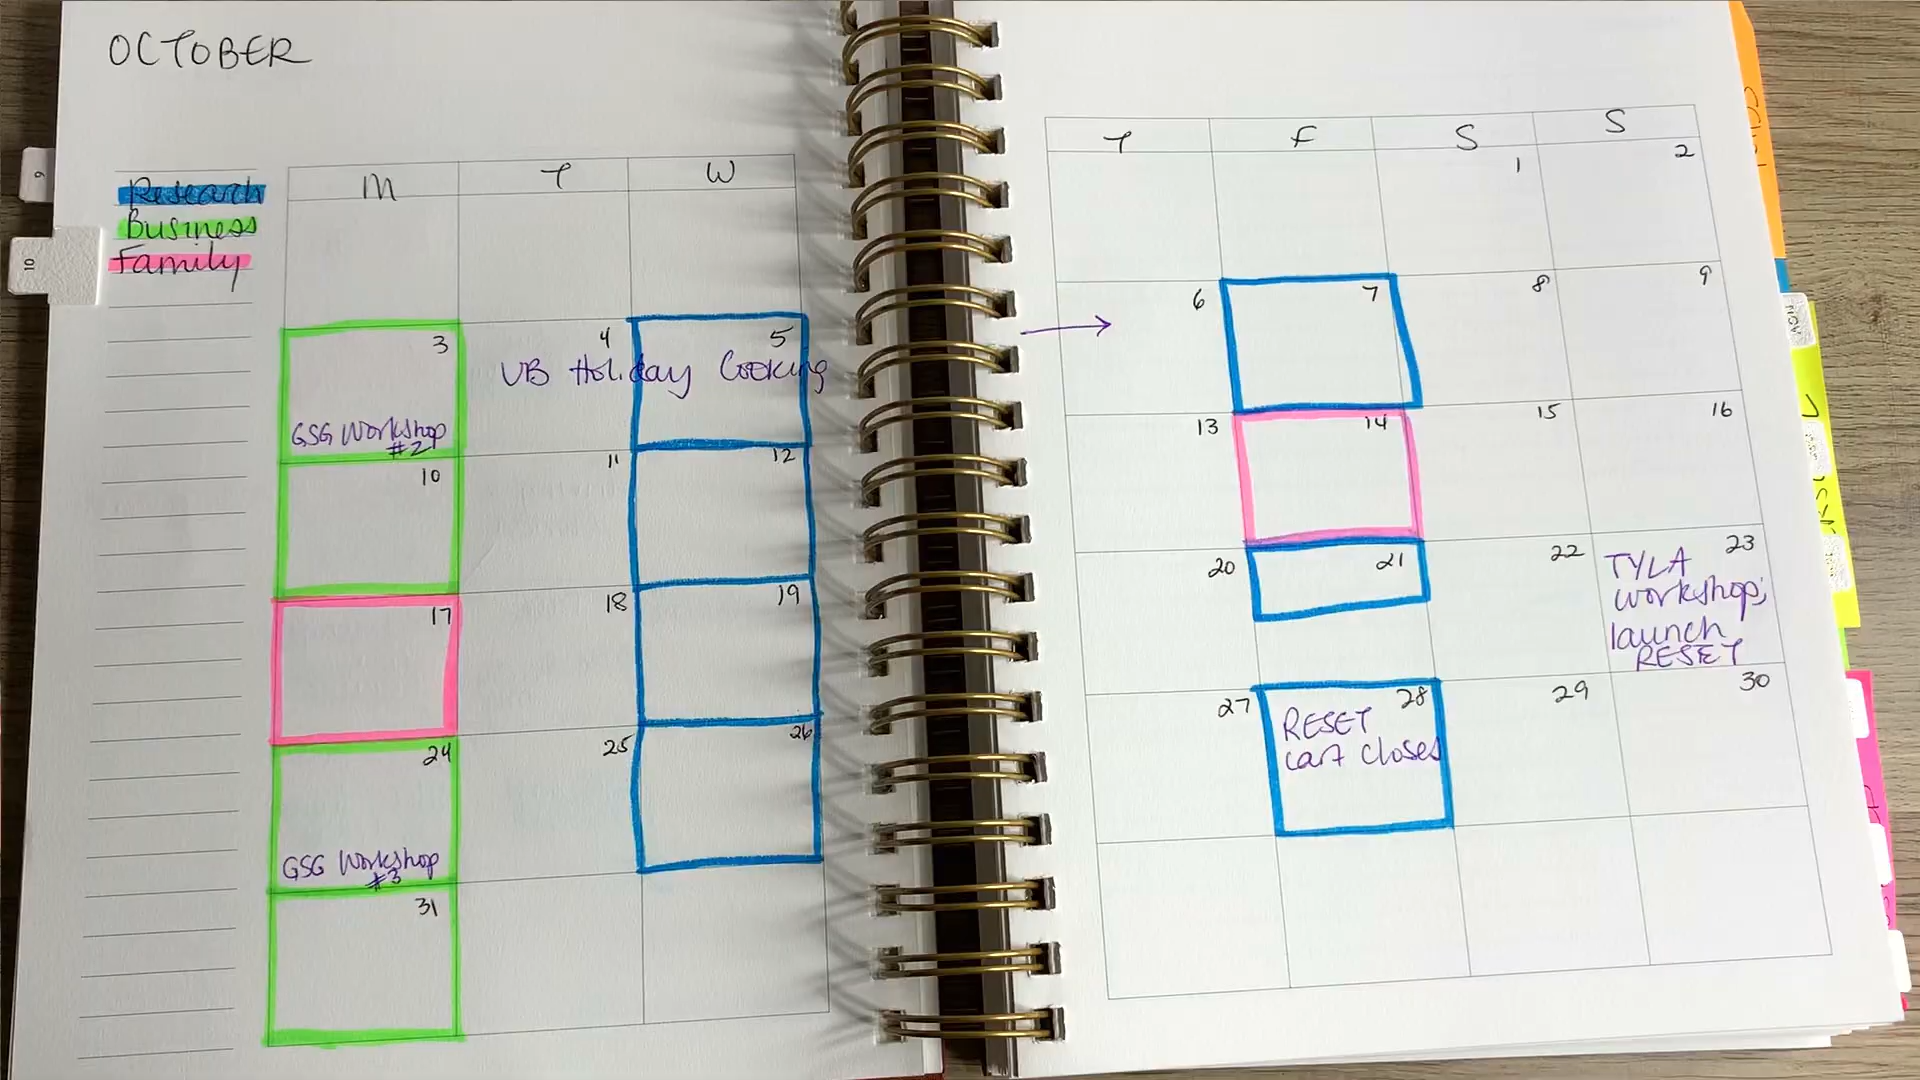 OCTOBER
Research
Business
Family
9
10
M T W
T F S S
1 2
3 4 5
6 7 8 9
GSG Workshop
#2
UB Holiday Cooking
10 11 12
13 14 15 16
17 18 19
20 21 22 23
TYLA
workshop;
launch
RESET
24 25 26
27 28 29 30
GSG Workshop
#3
RESET
cart closes
31